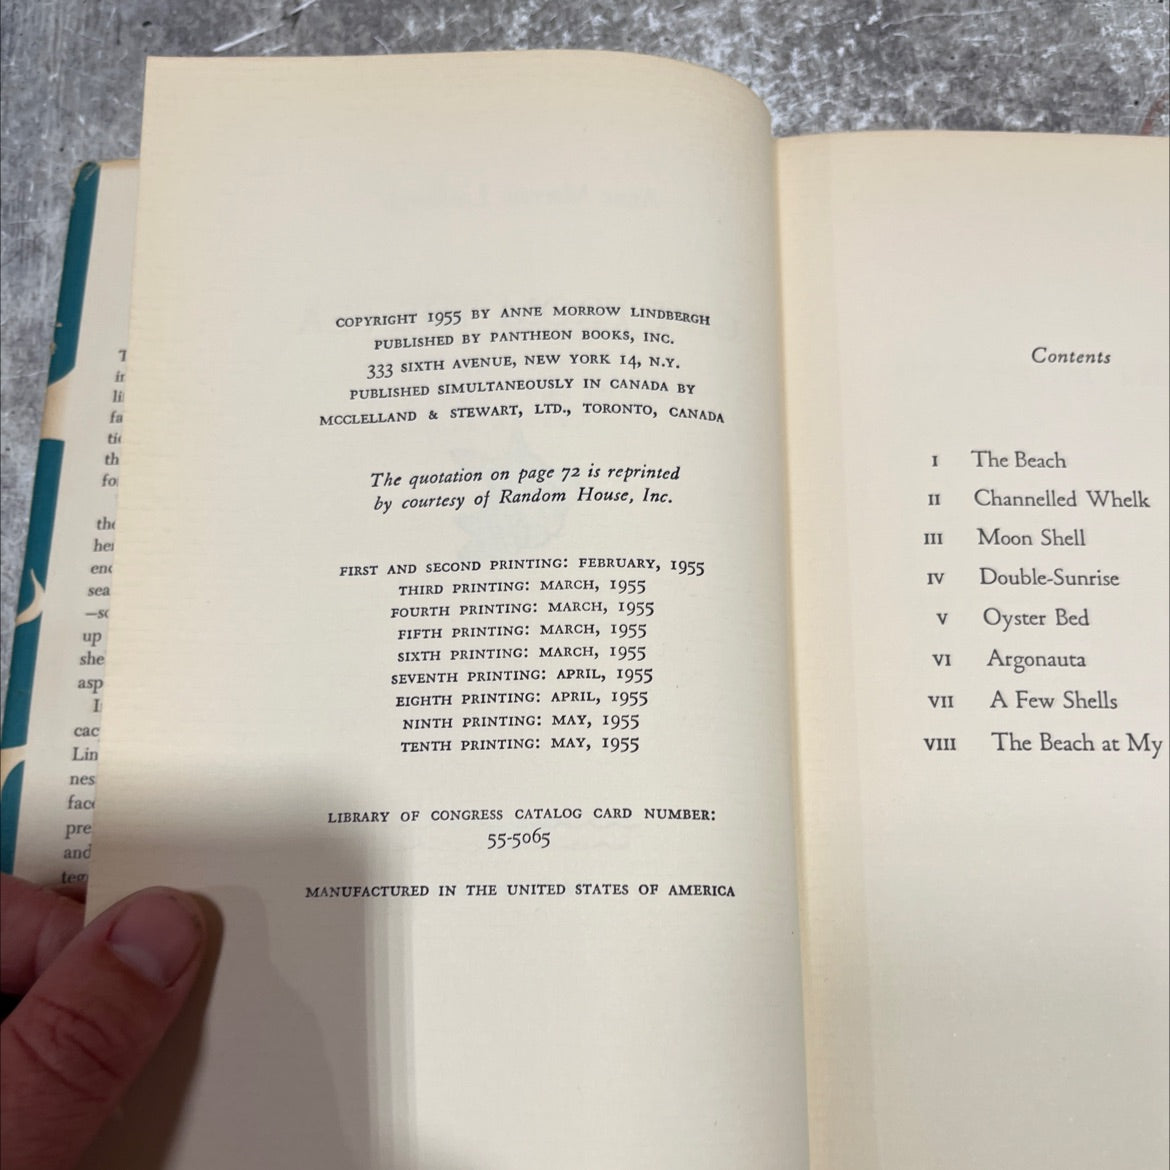 COPYRIGHT 1955 BY ANNE MORROW LINDBERGH
PUBLISHED BY PANTHEON BOOKS, INC.
333 SIXTH AVENUE, NEW YORK 14, N.Y.
PUBLISHED SIMULTANEOUSLY IN CANADA BY
MCCLELLAND & STEWART, LTD., TORONTO, CANADA
The quotation on page 72 is reprinted
by courtesy of Random House, Inc.
FIRST AND SECOND PRINTING: FEBRUARY, 1955
THIRD PRINTING: MARCH, 1955
FOURTH PRINTING: MARCH, 1955
FIFTH PRINTING: MARCH, 1955
SIXTH PRINTING: MARCH, 1955
SEVENTH PRINTING: APRIL, 1955
EIGHTH PRINTING: APRIL, 1955
NINTH PRINTING: MAY, 1955
TENTH PRINTING: MAY, 1955
LIBRARY OF CONGRESS CATALOG CARD NUMBER:
55-5065
MANUFACTURED IN THE UNITED STATES OF AMERICA
Contents
I The Beach
II Channelled Whelk
III Moon Shell
IV Double-Sunrise
V Oyster Bed
VI Argonauta
VII A Few Shells
VIII The Beach at My